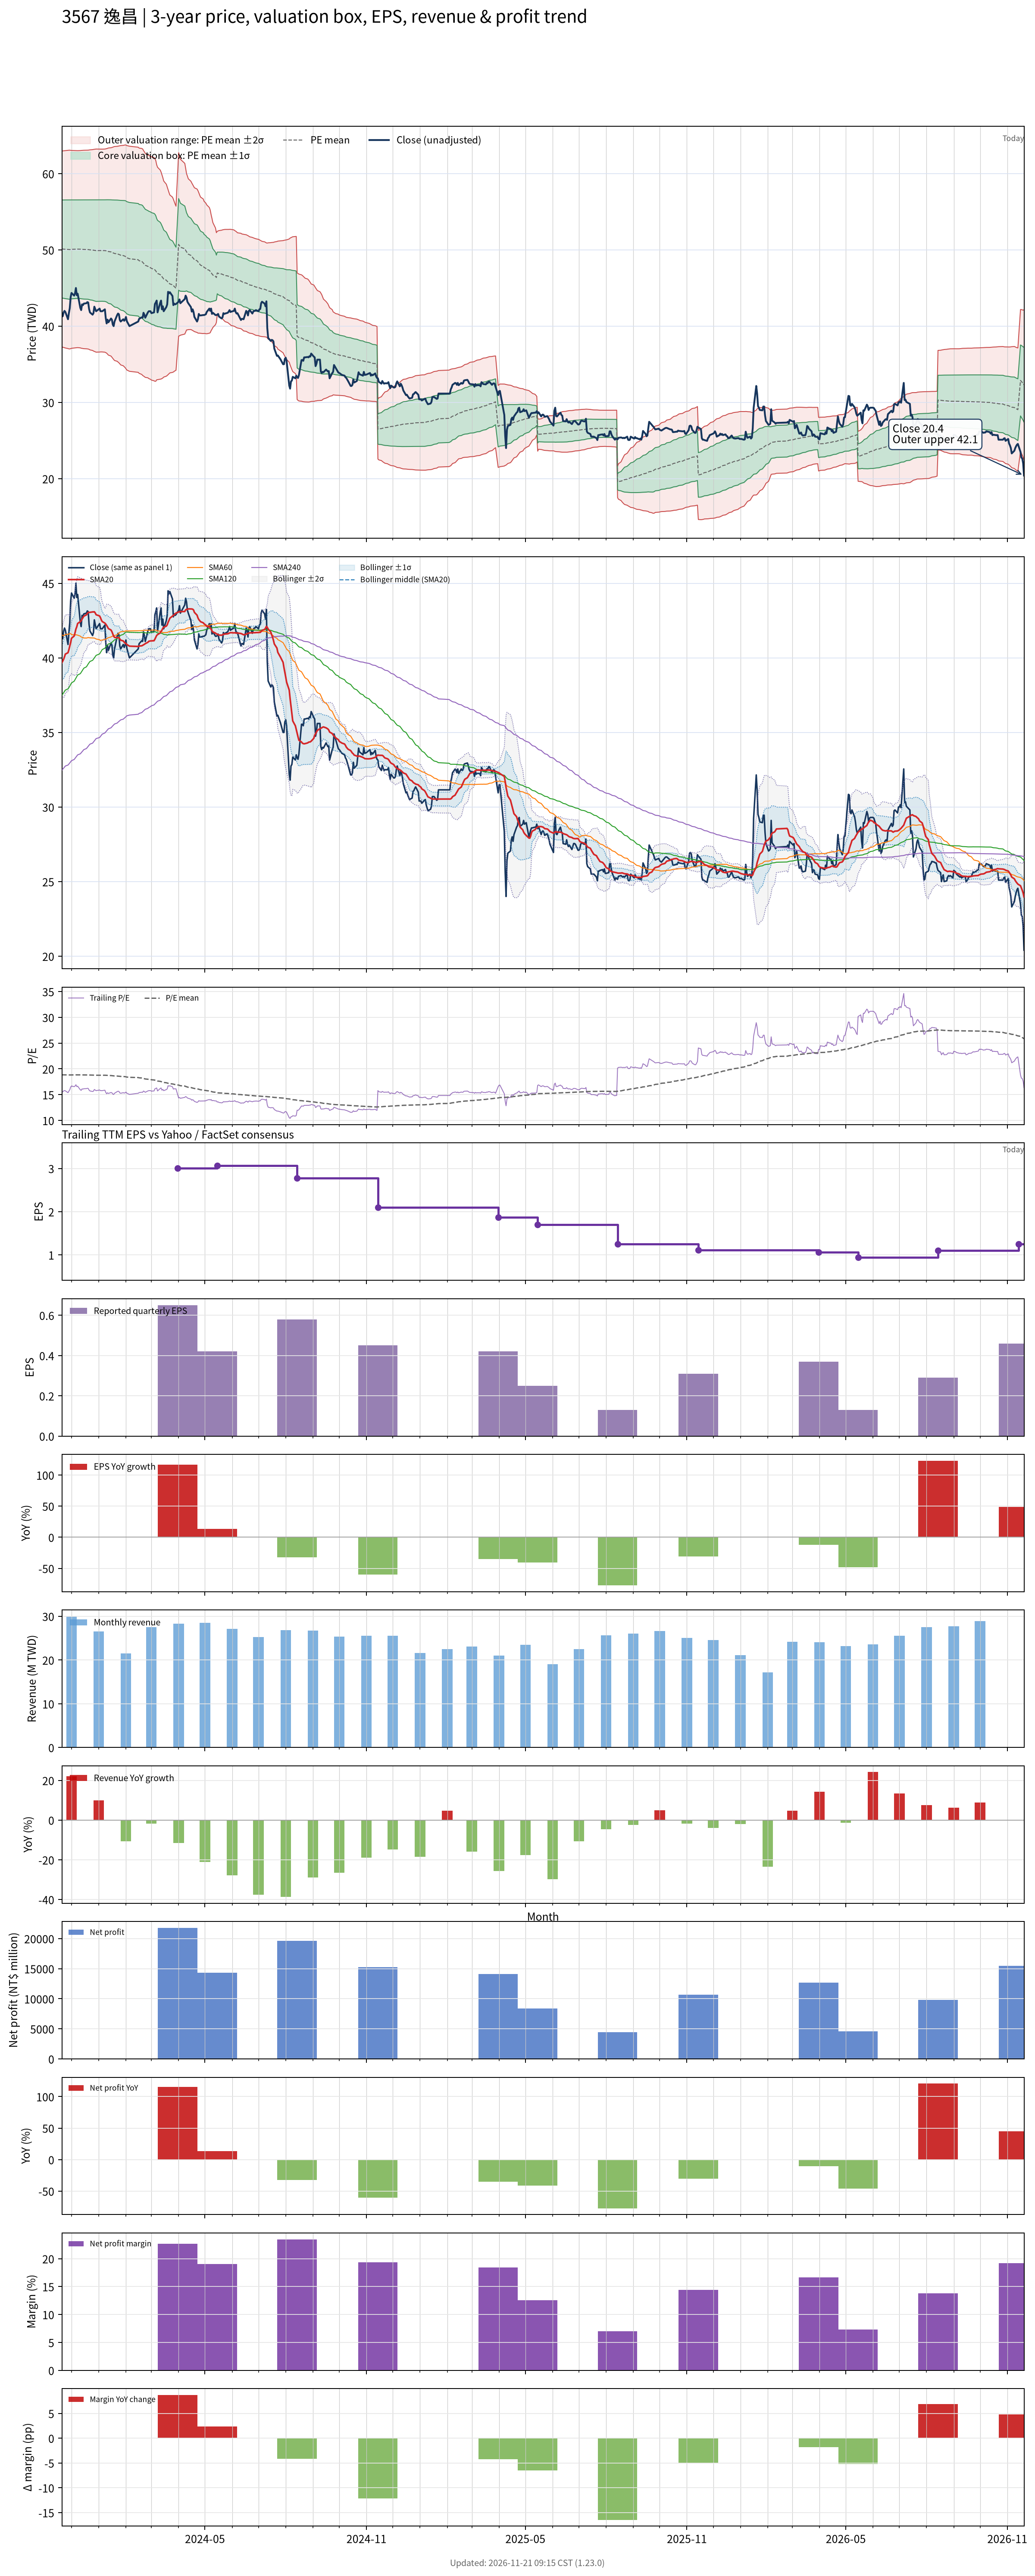 3567 逸昌 | 3-year price, valuation box, EPS, revenue & profit trend
Outer valuation range: PE mean ±2σ
PE mean
Close (unadjusted)
Core valuation box: PE mean ±1σ
Today
60
50
40
30
20
Price (TWD)
Close 20.4
Outer upper 42.1
Close (same as panel 1)
SMA20
SMA60
SMA120
SMA240
Bollinger ±2σ
Bollinger ±1σ
Bollinger middle (SMA20)
45
40
35
30
25
20
Price
Trailing P/E
P/E mean
35
30
25
20
15
10
P/E
Trailing TTM EPS vs Yahoo / FactSet consensus
Today
3
2
1
EPS
Reported quarterly EPS
0.6
0.4
0.2
0.0
EPS
EPS YoY growth
100
50
0
-50
YoY (%)
Monthly revenue
30
20
10
0
Revenue (M TWD)
Revenue YoY growth
20
0
-20
-40
YoY (%)
Month
Net profit
20000
15000
10000
5000
0
Net profit (NT$ million)
Net profit YoY
100
50
0
-50
YoY (%)
Net profit margin
20
15
10
5
0
Margin (%)
Margin YoY change
5
0
-5
-10
-15
Δ margin (pp)
2024-05
2024-11
2025-05
2025-11
2026-05
2026-11
Updated: 2026-11-21 09:15 CST (1.23.0)